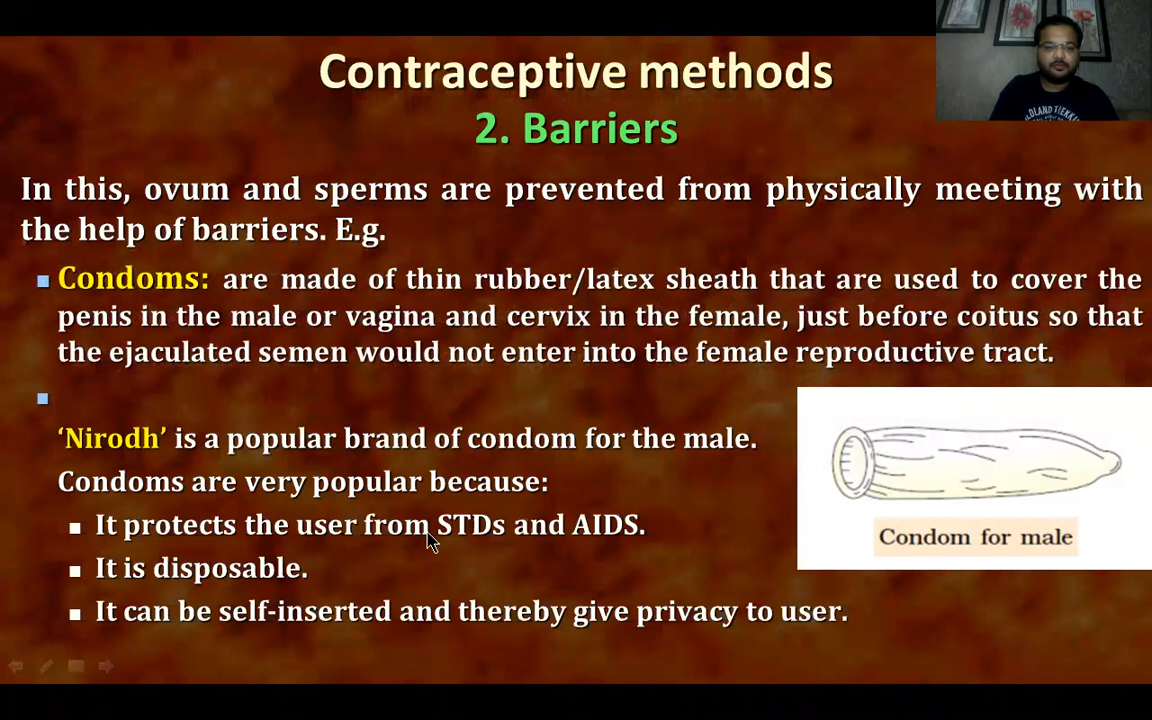 Contraceptive methods
2. Barriers
In this, ovum and sperms are prevented from physically meeting with
the help of barriers. E.g.
Condoms: are made of thin rubber/latex sheath that are used to cover the
penis in the male or vagina and cervix in the female, just before coitus so that
the ejaculated semen would not enter into the female reproductive tract.
‘Nirodh’ is a popular brand of condom for the male.
Condoms are very popular because:
It protects the user from STDs and AIDS.
It is disposable.
It can be self-inserted and thereby give privacy to user.
Condom for male